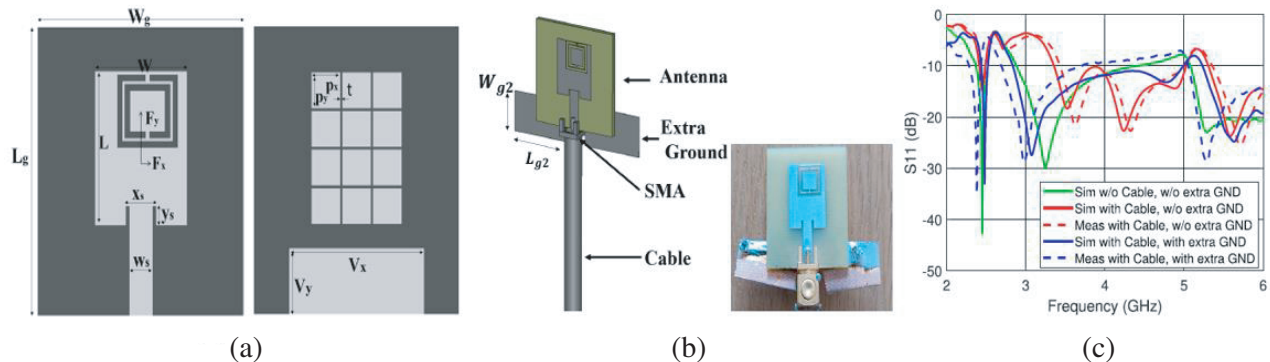 Wg
W
L
Lg
Fy
Fx
xs
ys
ws
px
py
t
Vx
Vy
(a)
Wg2
Lg2
Antenna
Extra
Ground
SMA
Cable
(b)
0
-10
-20
-30
-40
-50
S11 (dB)
Sim w/o Cable, w/o extra GND
Sim with Cable, w/o extra GND
Meas with Cable, w/o extra GND
Sim with Cable, with extra GND
Meas with Cable, with extra GND
2 3 4 5 6
Frequency (GHz)
(c)